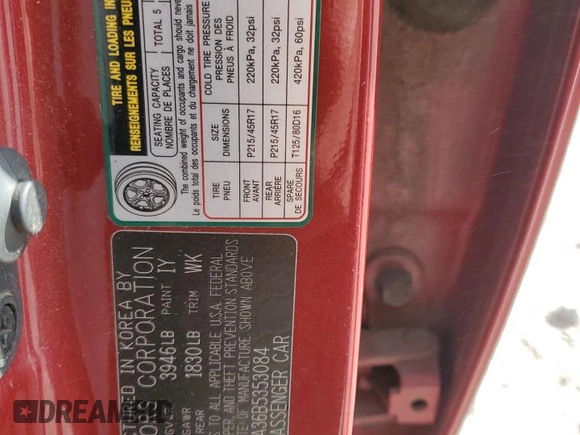 TIRE AND LOADING IN
RENSEIGNEMENTS SUR LES PNEU
SEATING CAPACITY TOTAL 5
NOMBRE DE PLACES
The combined weight of occupants and cargo should never
Le poids total des occupants et du chargement ne doit jamais
TIRE SIZE COLD TIRE PRESSURE
PNEU DIMENSIONS PRESSION DES PNEUS À FROID
FRONT AVANT P215/45R17 220kPa, 32psi
REAR ARRIÈRE P215/45R17 220kPa, 32psi
SPARE DE SECOURS T125/80D16 420kPa, 60psi
IN KOREA BY
CORPORATION
3946LB PAINT IY
GAWR REAR 1830LB TRIM WK
TO ALL APPLICABLE U.S.A. FEDERAL
AND THEFT PREVENTION STANDARDS
OF MANUFACTURE SHOWN ABOVE
A36B5353084
PASSENGER CAR
AUTOBIDMASTER